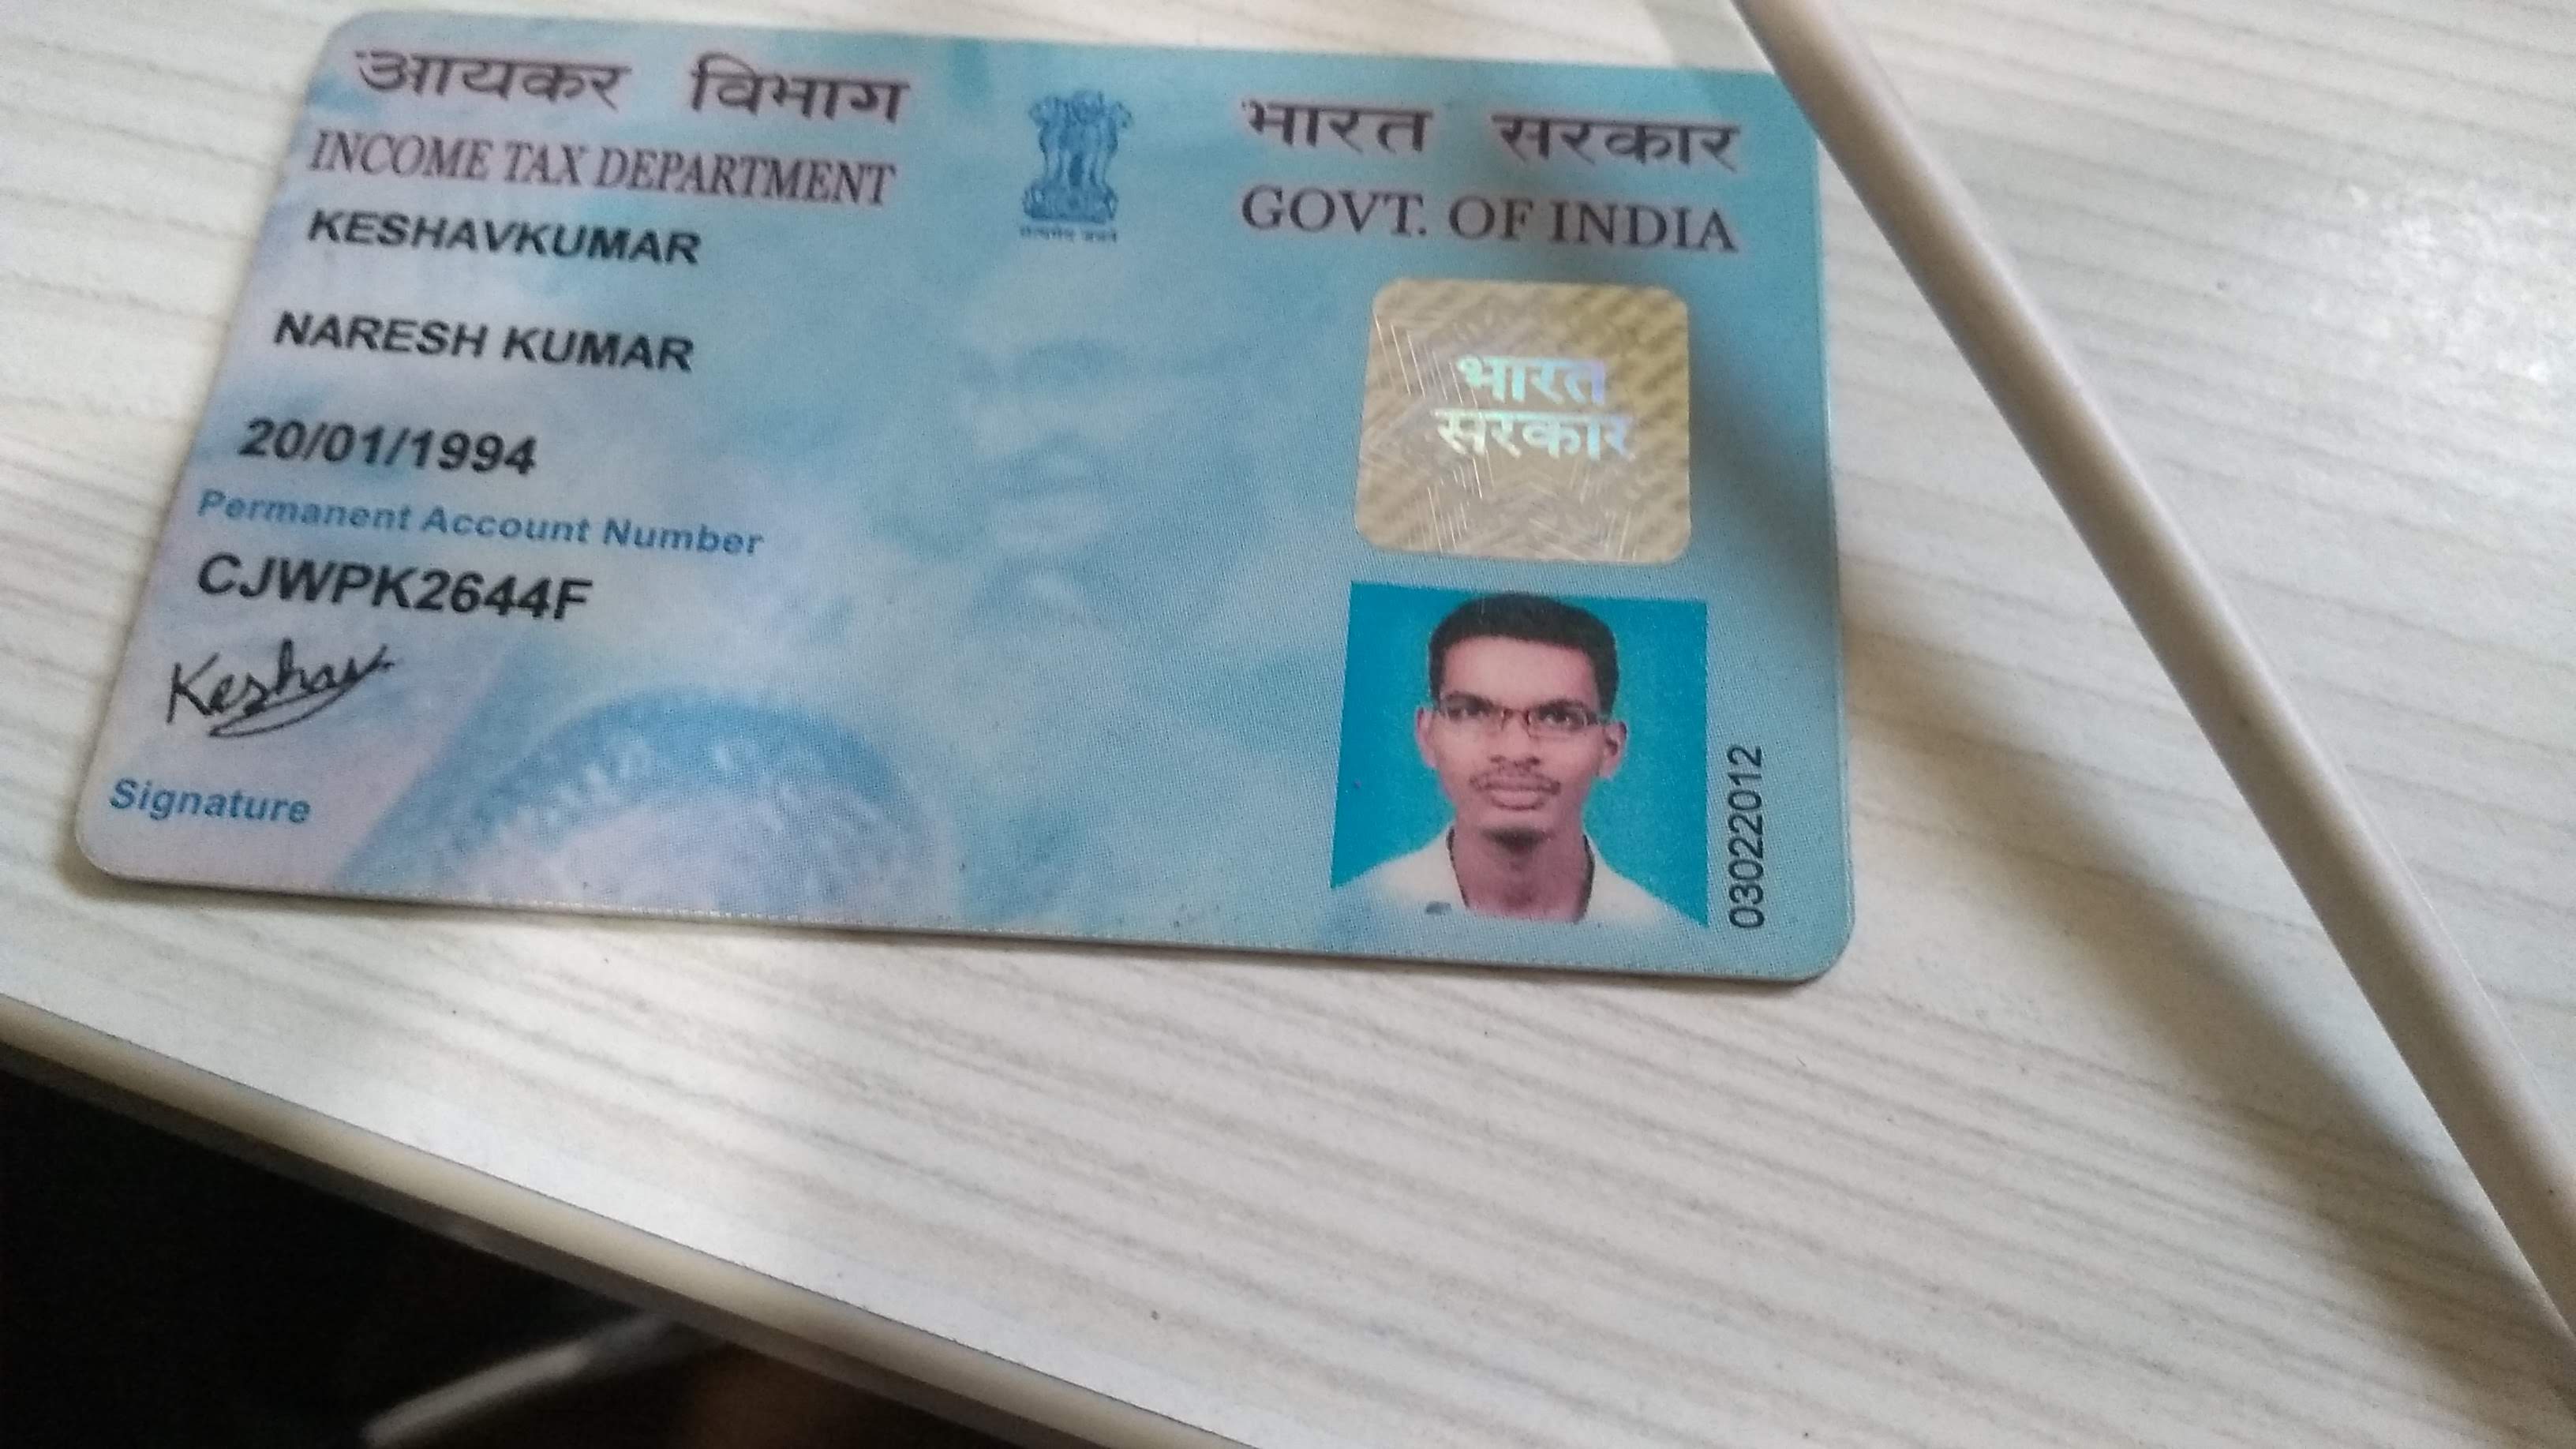 आयकर विभाग
INCOME TAX DEPARTMENT
भारत सरकार
GOVT. OF INDIA
KESHAVKUMAR
NARESH KUMAR
20/01/1994
Permanent Account Number
CJWPK2644F
Keshav
Signature
सत्यमेव जयते
भारत
सरकार
03022012